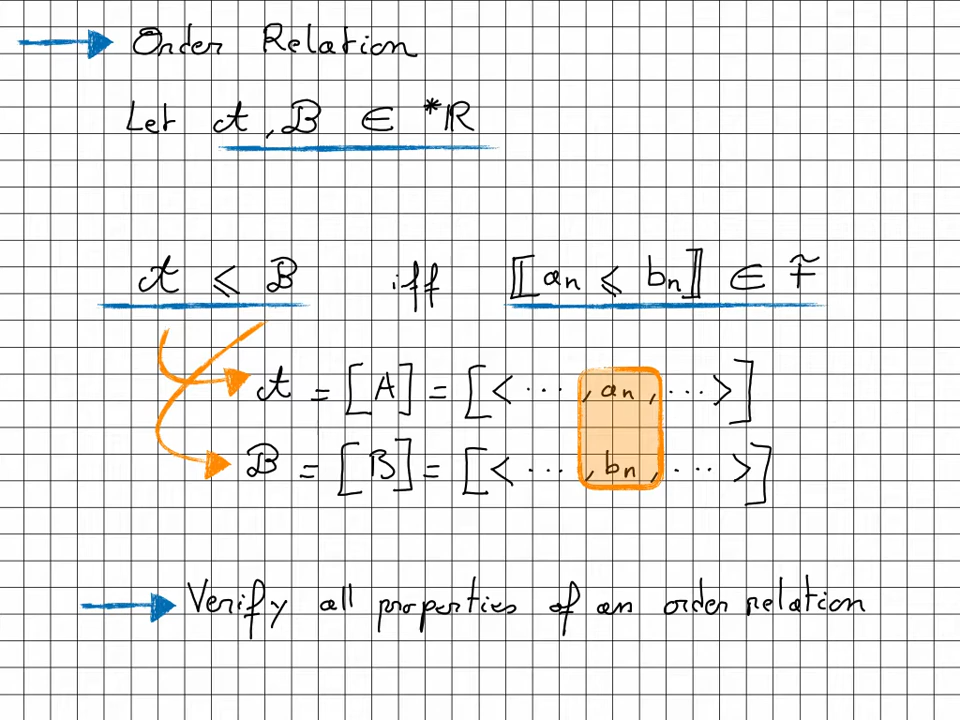 Order Relation
Let 𝒜, ℬ ∈ *ℝ
𝒜 ⩽ ℬ iff ⟦aₙ ⩽ bₙ⟧ ∈ F̃
𝒜 = [A] = [< ··· , aₙ , ··· >]
ℬ = [B] = [< ··· , bₙ , ··· >]
Verify all properties of an order relation